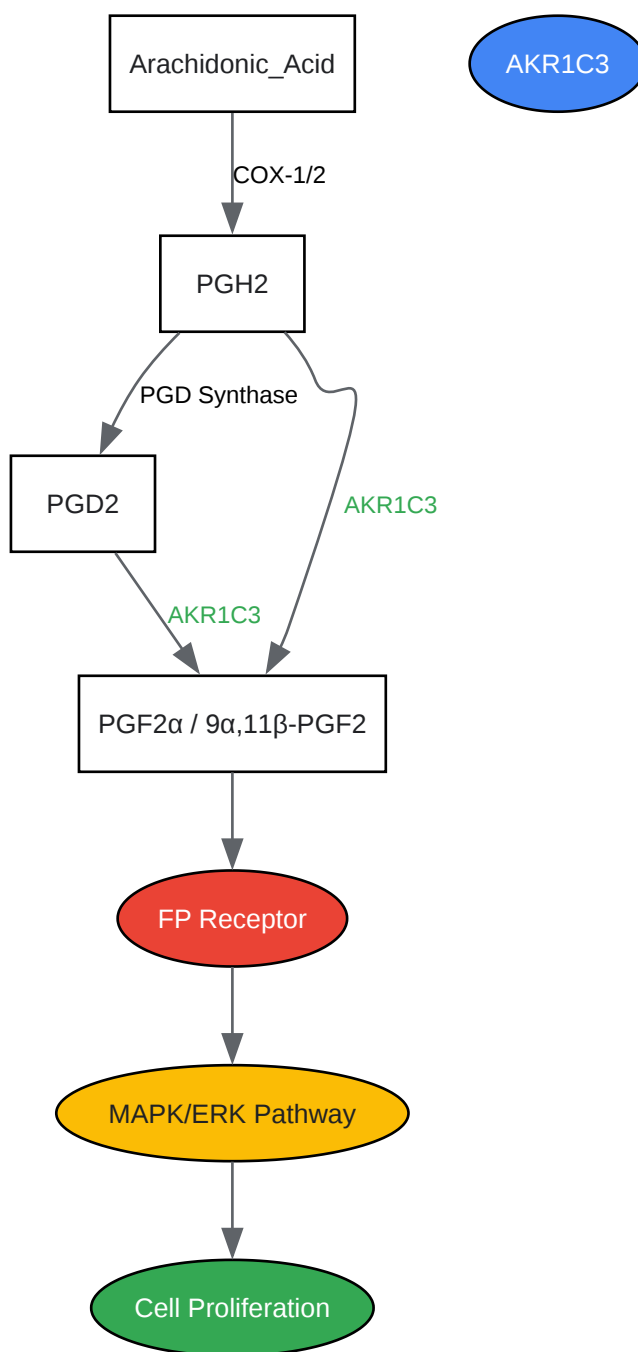 Arachidonic_Acid
AKR1C3
COX-1/2
PGH2
PGD Synthase
PGD2
AKR1C3
AKR1C3
PGF2α / 9α,11β-PGF2
FP Receptor
MAPK/ERK Pathway
Cell Proliferation